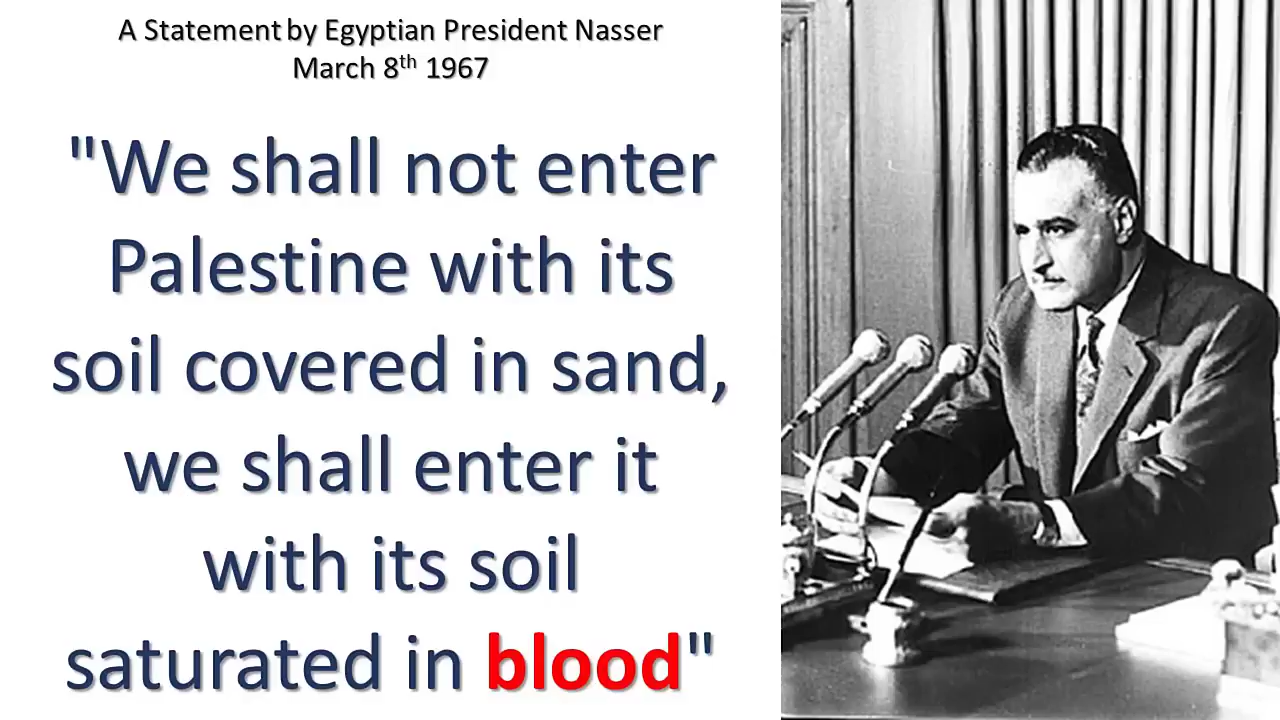 A Statement by Egyptian President Nasser
March 8th 1967
"We shall not enter
Palestine with its
soil covered in sand,
we shall enter it
with its soil
saturated in blood"